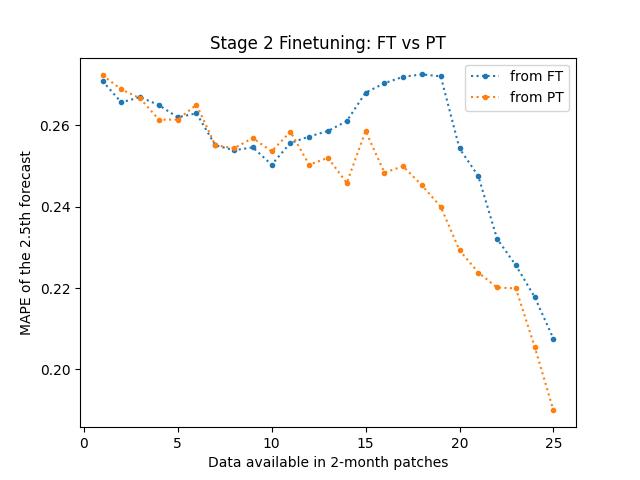 Stage 2 Finetuning: FT vs PT
from FT
from PT
MAPE of the 2.5th forecast
0.26
0.24
0.22
0.20
0 5 10 15 20 25
Data available in 2-month patches